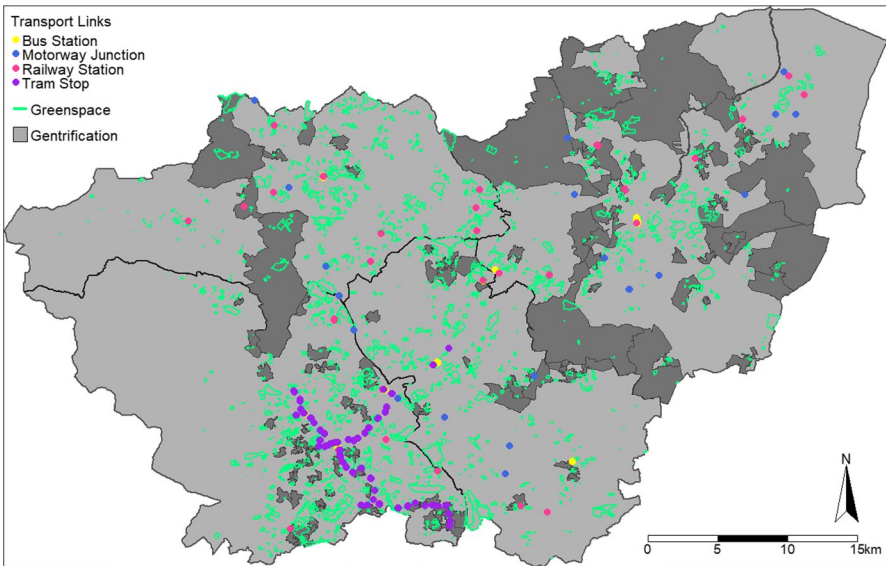 Transport Links
Bus Station
Motorway Junction
Railway Station
Tram Stop
Greenspace
Gentrification
N
0 5 10 15km